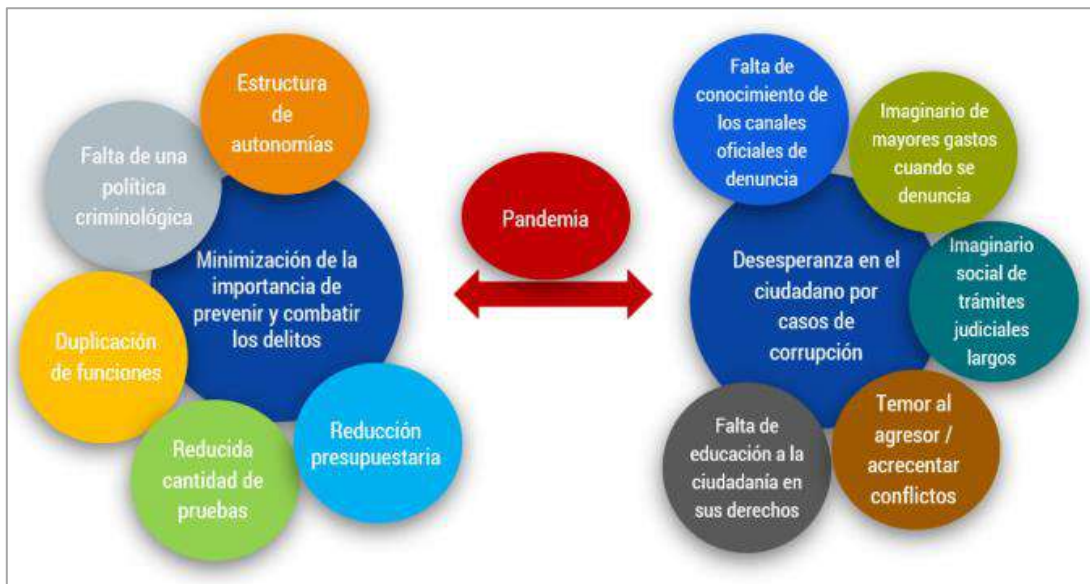 Estructura
de
autonomías
Falta de una
política
criminológica
Minimización de la
importancia de
prevenir y combatir
los delitos
Duplicación
de funciones
Reducida
cantidad de
pruebas
Reducción
presupuestaria
Pandemia
Falta de
conocimiento de
los canales
oficiales de
denuncia
Imaginario de
mayores gastos
cuando se
denuncia
Desesperanza en el
ciudadano por
casos de
corrupción
Imaginario
social de
trámites
judiciales
largos
Temor al
agresor /
acrecentar
conflictos
Falta de
educación a la
ciudadanía en
sus derechos